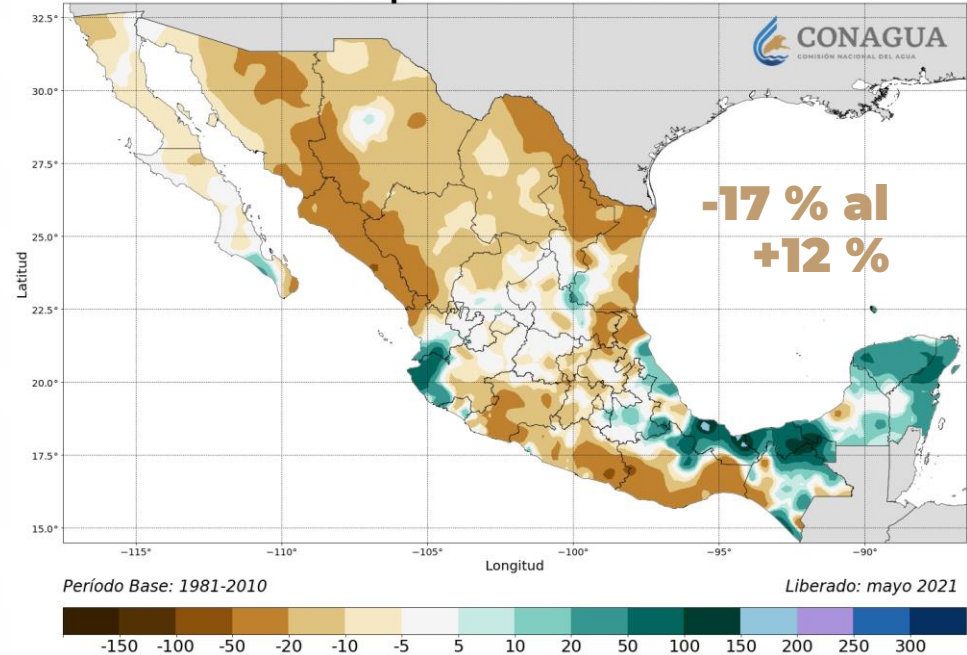 CONAGUA
COMISIÓN NACIONAL DEL AGUA
-17 % al
+12 %
32.5°
30.0°
27.5°
25.0°
22.5°
20.0°
17.5°
15.0°
Latitud
−115° −110° −105° −100° −95° −90°
Longitud
Período Base: 1981-2010 Liberado: mayo 2021
-150 -100 -50 -20 -10 -5 5 10 20 50 100 150 200 250 300